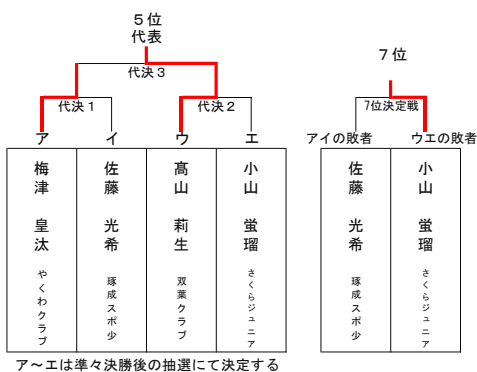 5位
代表
代決3
代決1
代決2
ア
イ
ウ
エ
梅津 皇汰
やくわクラブ
佐藤 光希
琢成スポ少
髙山 莉生
双葉クラブ
小山 蛍瑠
さくらジュニア
7位
7位決定戦
アイの敗者
ウエの敗者
佐藤 光希
琢成スポ少
小山 蛍瑠
さくらジュニア
ア～エは準々決勝後の抽選にて決定する